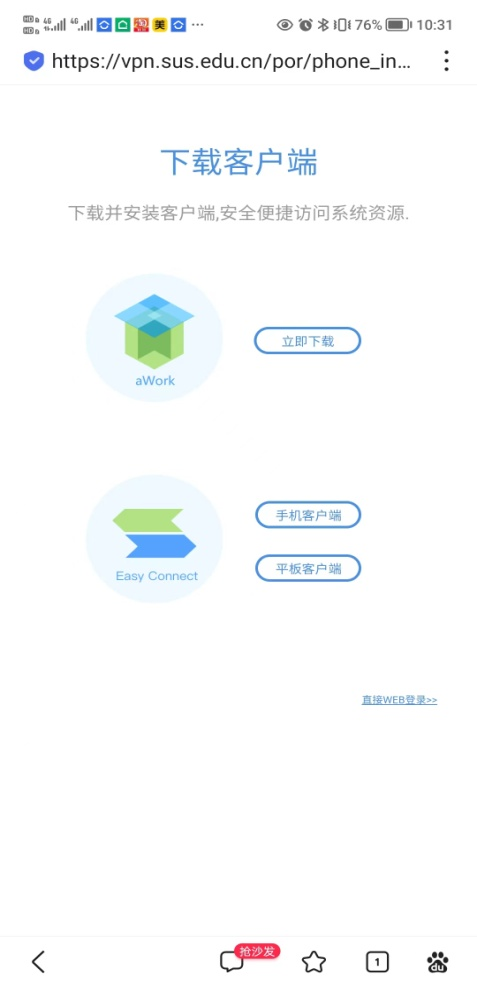 76% 10:31
https://vpn.sus.edu.cn/por/phone_in...
下载客户端
下载并安装客户端,安全便捷访问系统资源.
aWork
立即下载
手机客户端
Easy Connect
平板客户端
直接WEB登录>>
抢沙发
1
du